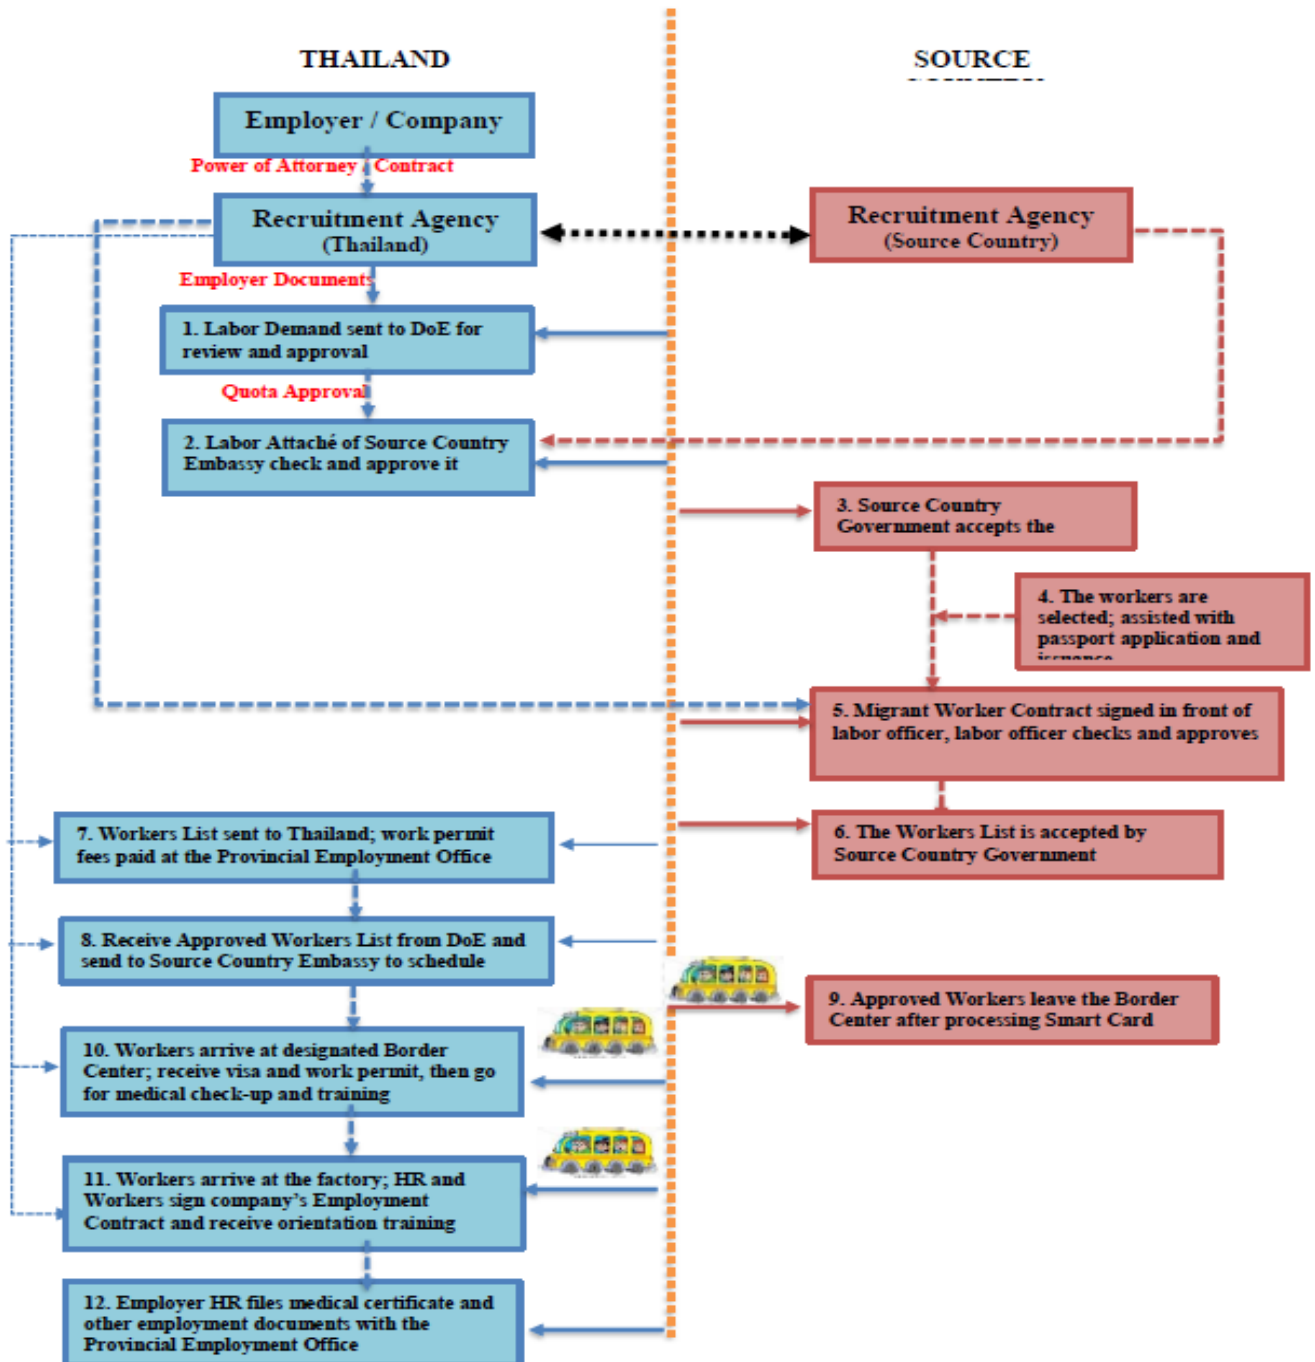 THAILAND
SOURCE
Employer / Company
Power of Attorney / Contract
Recruitment Agency
(Thailand)
Recruitment Agency
(Source Country)
Employer Documents
1. Labor Demand sent to DoE for
review and approval
Quota Approval
2. Labor Attaché of Source Country
Embassy check and approve it
3. Source Country
Government accepts the
4. The workers are
selected; assisted with
passport application and
5. Migrant Worker Contract signed in front of
labor officer, labor officer checks and approves
6. The Workers List is accepted by
Source Country Government
7. Workers List sent to Thailand; work permit
fees paid at the Provincial Employment Office
8. Receive Approved Workers List from DoE and
send to Source Country Embassy to schedule
9. Approved Workers leave the Border
Center after processing Smart Card
10. Workers arrive at designated Border
Center; receive visa and work permit, then go
for medical check-up and training
11. Workers arrive at the factory; HR and
Workers sign company's Employment
Contract and receive orientation training
12. Employer HR files medical certificate and
other employment documents with the
Provincial Employment Office